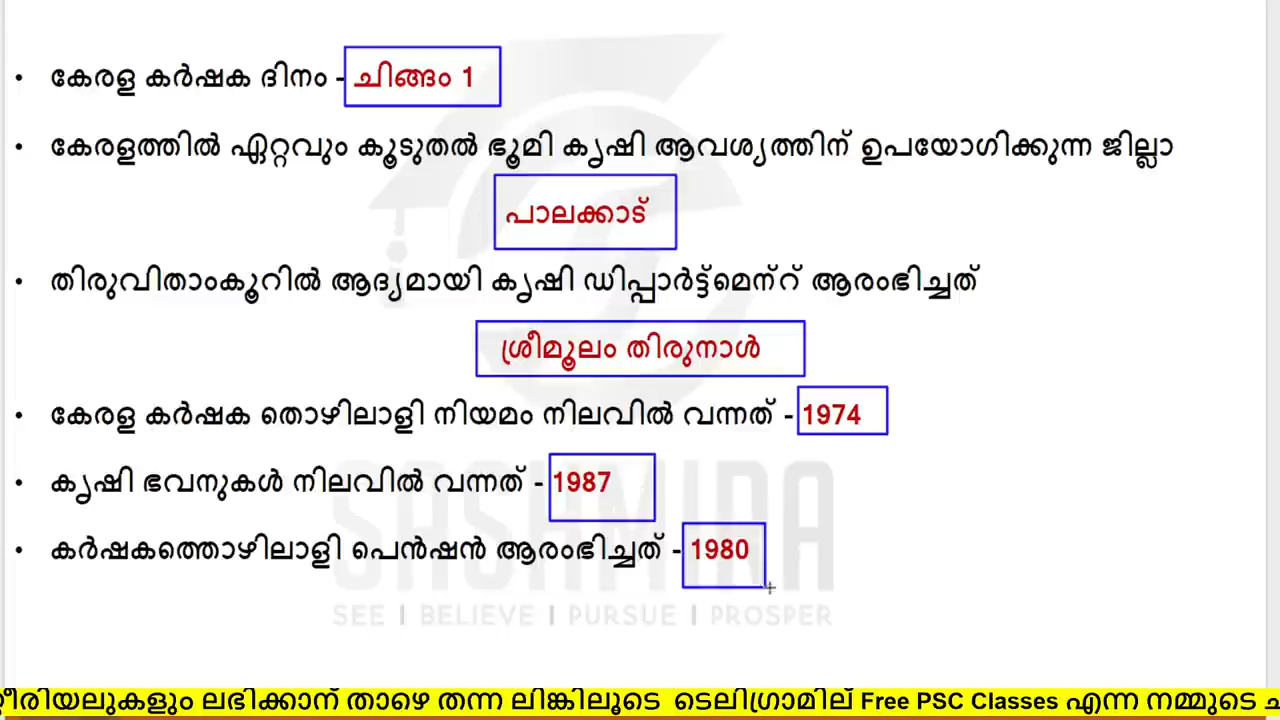 • കേരള കർഷക ദിനം - ചിങ്ങം 1
• കേരളത്തിൽ ഏറ്റവും കൂടുതൽ ഭൂമി കൃഷി ആവശ്യത്തിന് ഉപയോഗിക്കുന്ന ജില്ലാ
പാലക്കാട്
• തിരുവിതാംകൂറിൽ ആദ്യമായി കൃഷി ഡിപ്പാർട്ട്മെന്റ് ആരംഭിച്ചത്
ശ്രീമൂലം തിരുനാൾ
• കേരള കർഷക തൊഴിലാളി നിയമം നിലവിൽ വന്നത് - 1974
• കൃഷി ഭവനുകൾ നിലവിൽ വന്നത് - 1987
• കർഷകത്തൊഴിലാളി പെൻഷൻ ആരംഭിച്ചത് - 1980
SASHMIRA
SEE | BELIEVE | PURSUE | PROSPER
ലഭിക്കാന് താഴെ തന്ന ലിങ്കിലൂടെ ടെലിഗ്രാമില് Free PSC Classes എന്ന നമ്മുടെ